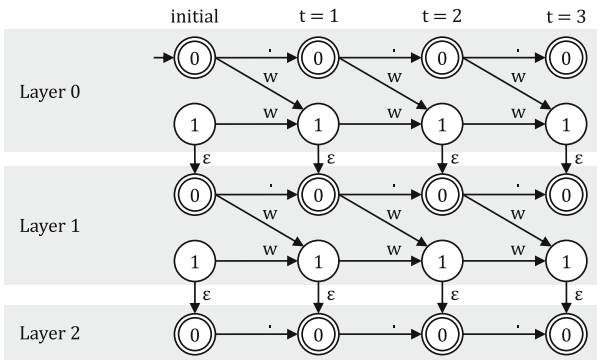 initial t = 1 t = 2 t = 3
0 . 0 . 0 . 0
w w w
Layer 0
1 w 1 w 1 w 1
ε ε ε ε
0 . 0 . 0 . 0
w w w
Layer 1
1 w 1 w 1 w 1
ε ε ε ε
Layer 2 0 . 0 . 0 . 0